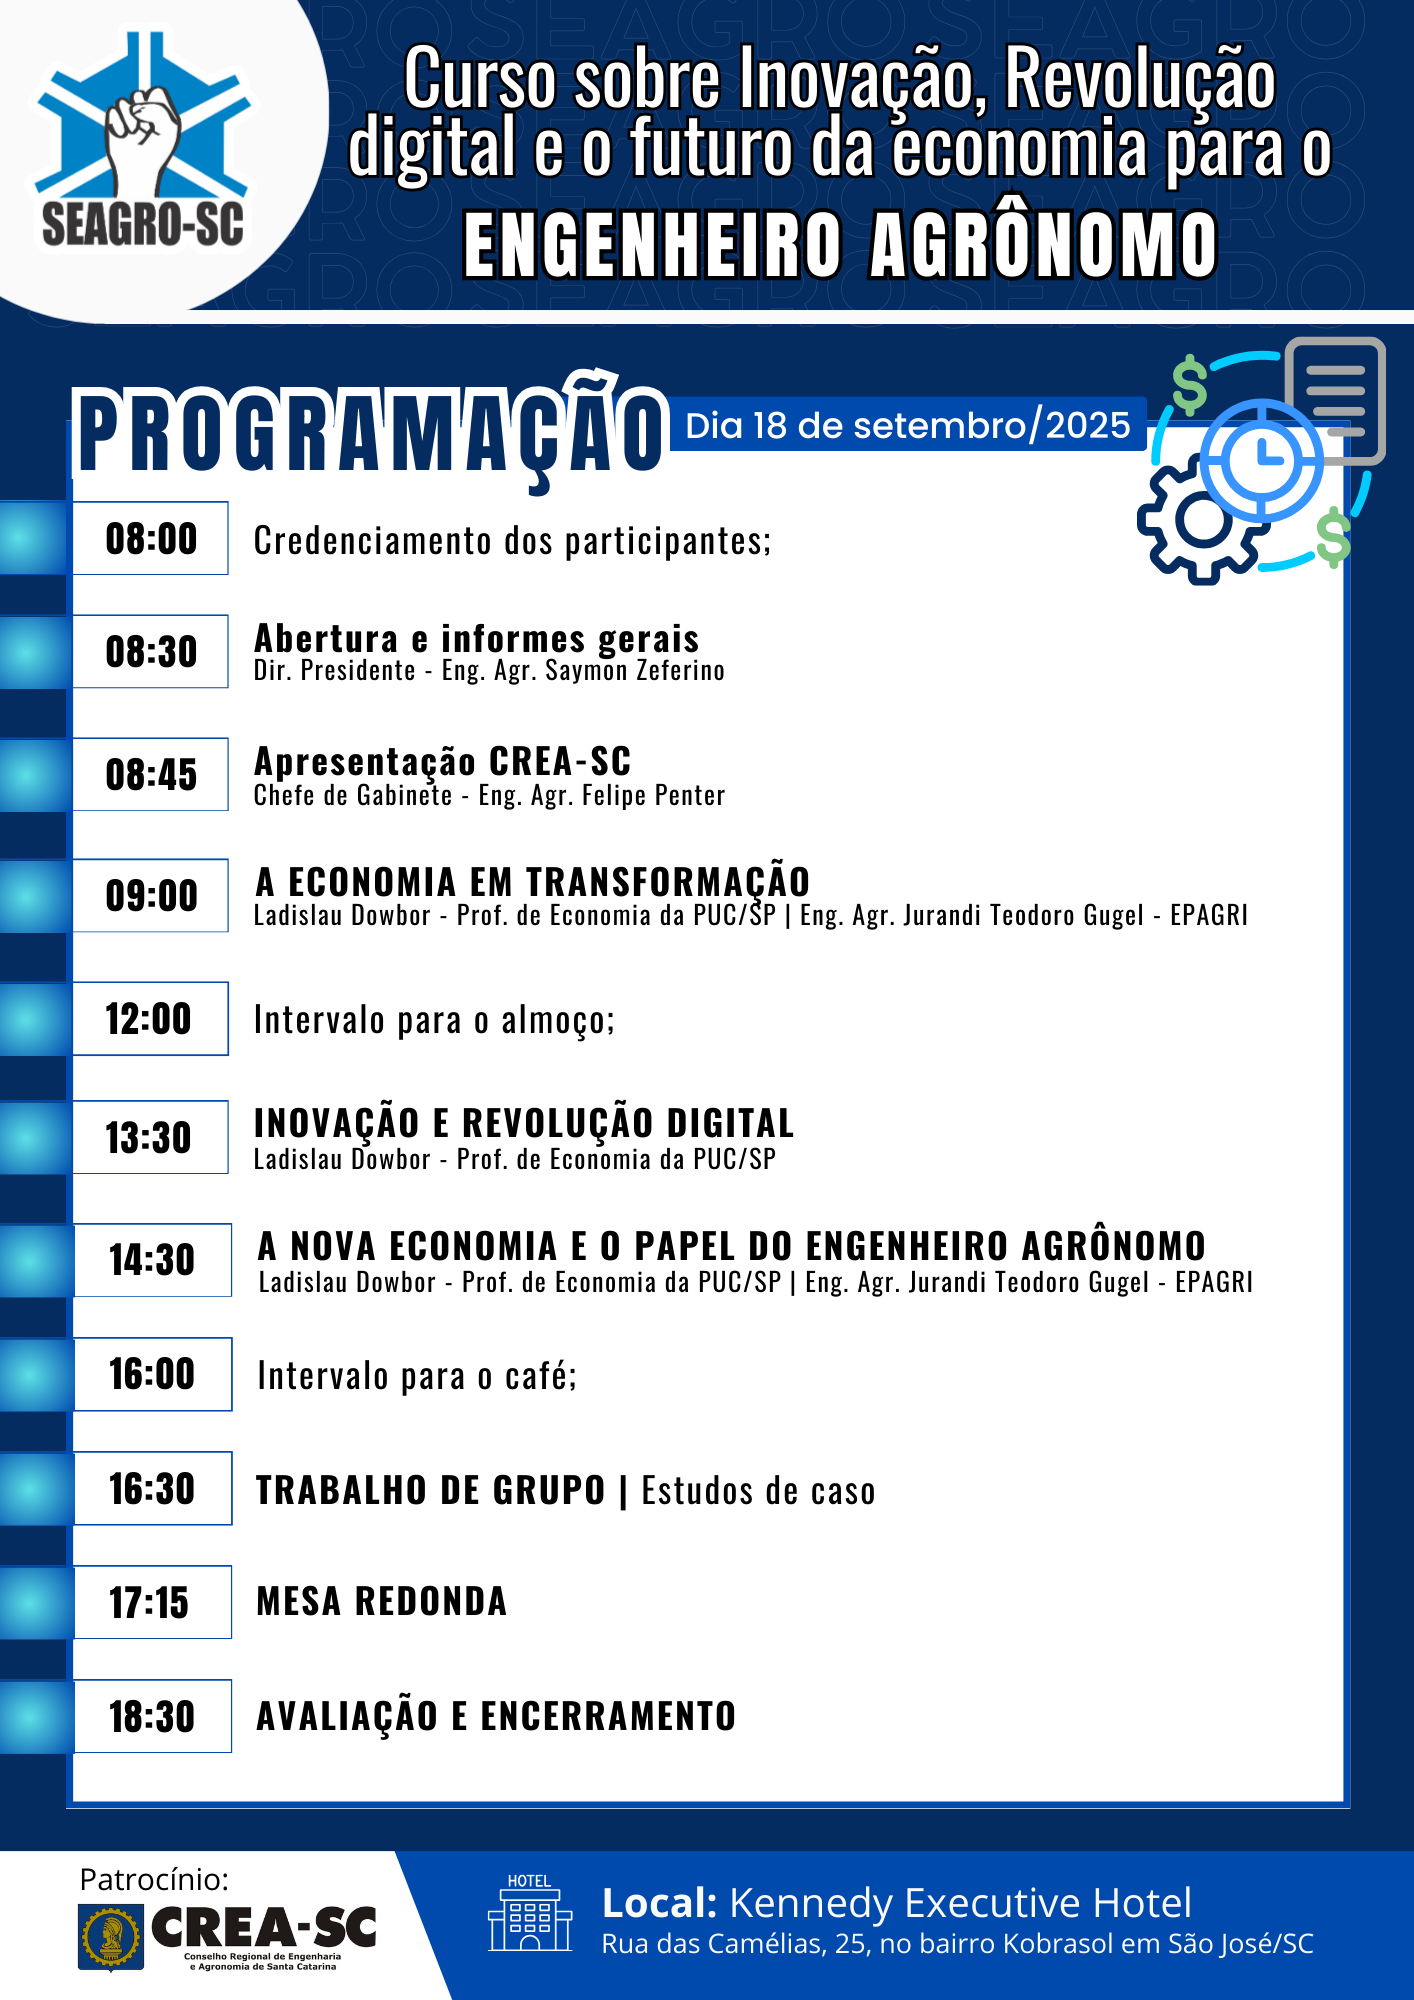 SEAGRO-SC
Curso sobre Inovação, Revolução
digital e o futuro da economia para o
ENGENHEIRO AGRÔNOMO
PROGRAMAÇÃO
Dia 18 de setembro/2025
08:00
Credenciamento dos participantes;
08:30
Abertura e informes gerais
Dir. Presidente - Eng. Agr. Saymon Zeferino
08:45
Apresentação CREA-SC
Chefe de Gabinete - Eng. Agr. Felipe Penter
09:00
A ECONOMIA EM TRANSFORMAÇÃO
Ladislau Dowbor - Prof. de Economia da PUC/SP | Eng. Agr. Jurandi Teodoro Gugel - EPAGRI
12:00
Intervalo para o almoço;
13:30
INOVAÇÃO E REVOLUÇÃO DIGITAL
Ladislau Dowbor - Prof. de Economia da PUC/SP
14:30
A NOVA ECONOMIA E O PAPEL DO ENGENHEIRO AGRÔNOMO
Ladislau Dowbor - Prof. de Economia da PUC/SP | Eng. Agr. Jurandi Teodoro Gugel - EPAGRI
16:00
Intervalo para o café;
16:30
TRABALHO DE GRUPO | Estudos de caso
17:15
MESA REDONDA
18:30
AVALIAÇÃO E ENCERRAMENTO
Patrocínio:
CREA-SC
Conselho Regional de Engenharia
e Agronomia de Santa Catarina
HOTEL
Local: Kennedy Executive Hotel
Rua das Camélias, 25, no bairro Kobrasol em São José/SC